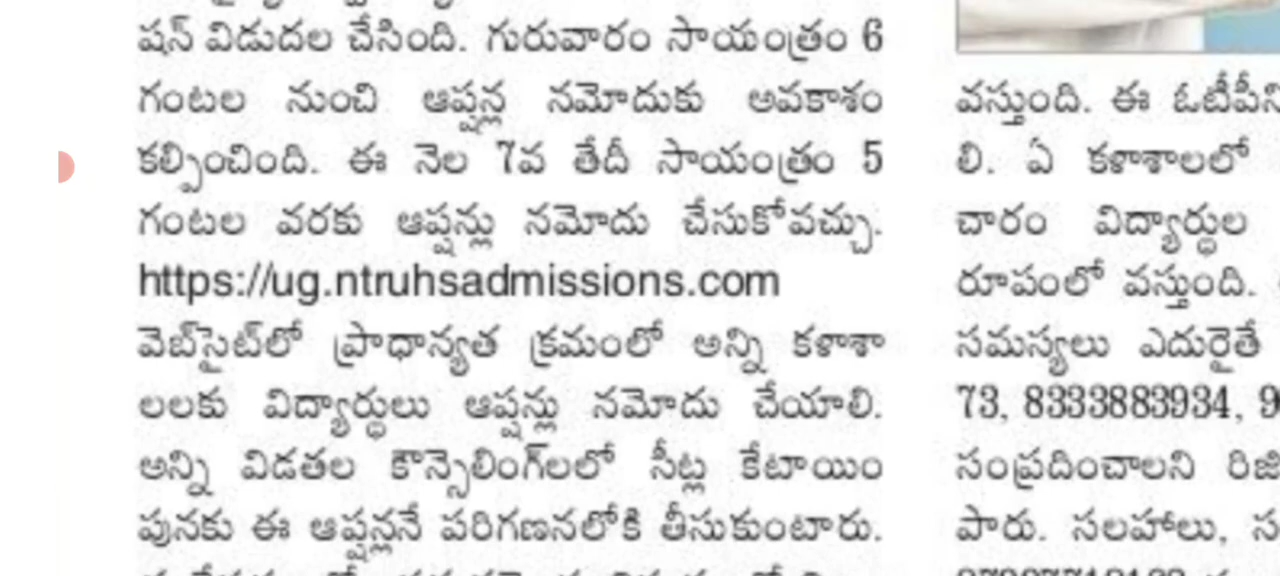 షన్ విడుదల చేసింది. గురువారం సాయంత్రం 6
గంటల నుంచి ఆప్షన్ల నమోదుకు అవకాశం
కల్పించింది. ఈ నెల 7వ తేదీ సాయంత్రం 5
గంటల వరకు ఆప్షన్లు నమోదు చేసుకోవచ్చు.
https://ug.ntruhsadmissions.com
వెబ్‌సైట్‌లో ప్రాధాన్యత క్రమంలో అన్ని కళాశా
లలకు విద్యార్థులు ఆప్షన్లు నమోదు చేయాలి.
అన్ని విడతల కౌన్సెలింగ్‌లలో సీట్ల కేటాయిం
పునకు ఈ ఆప్షన్లనే పరిగణనలోకి తీసుకుంటారు.
వస్తుంది. ఈ ఓటీపీని
లి. ఏ కళాశాలలో
చారం విద్యార్థుల
రూపంలో వస్తుంది.
సమస్యలు ఎదురైతే
73, 8333883934, 9
సంప్రదించాలని రిజి
పారు. సలహాలు, స